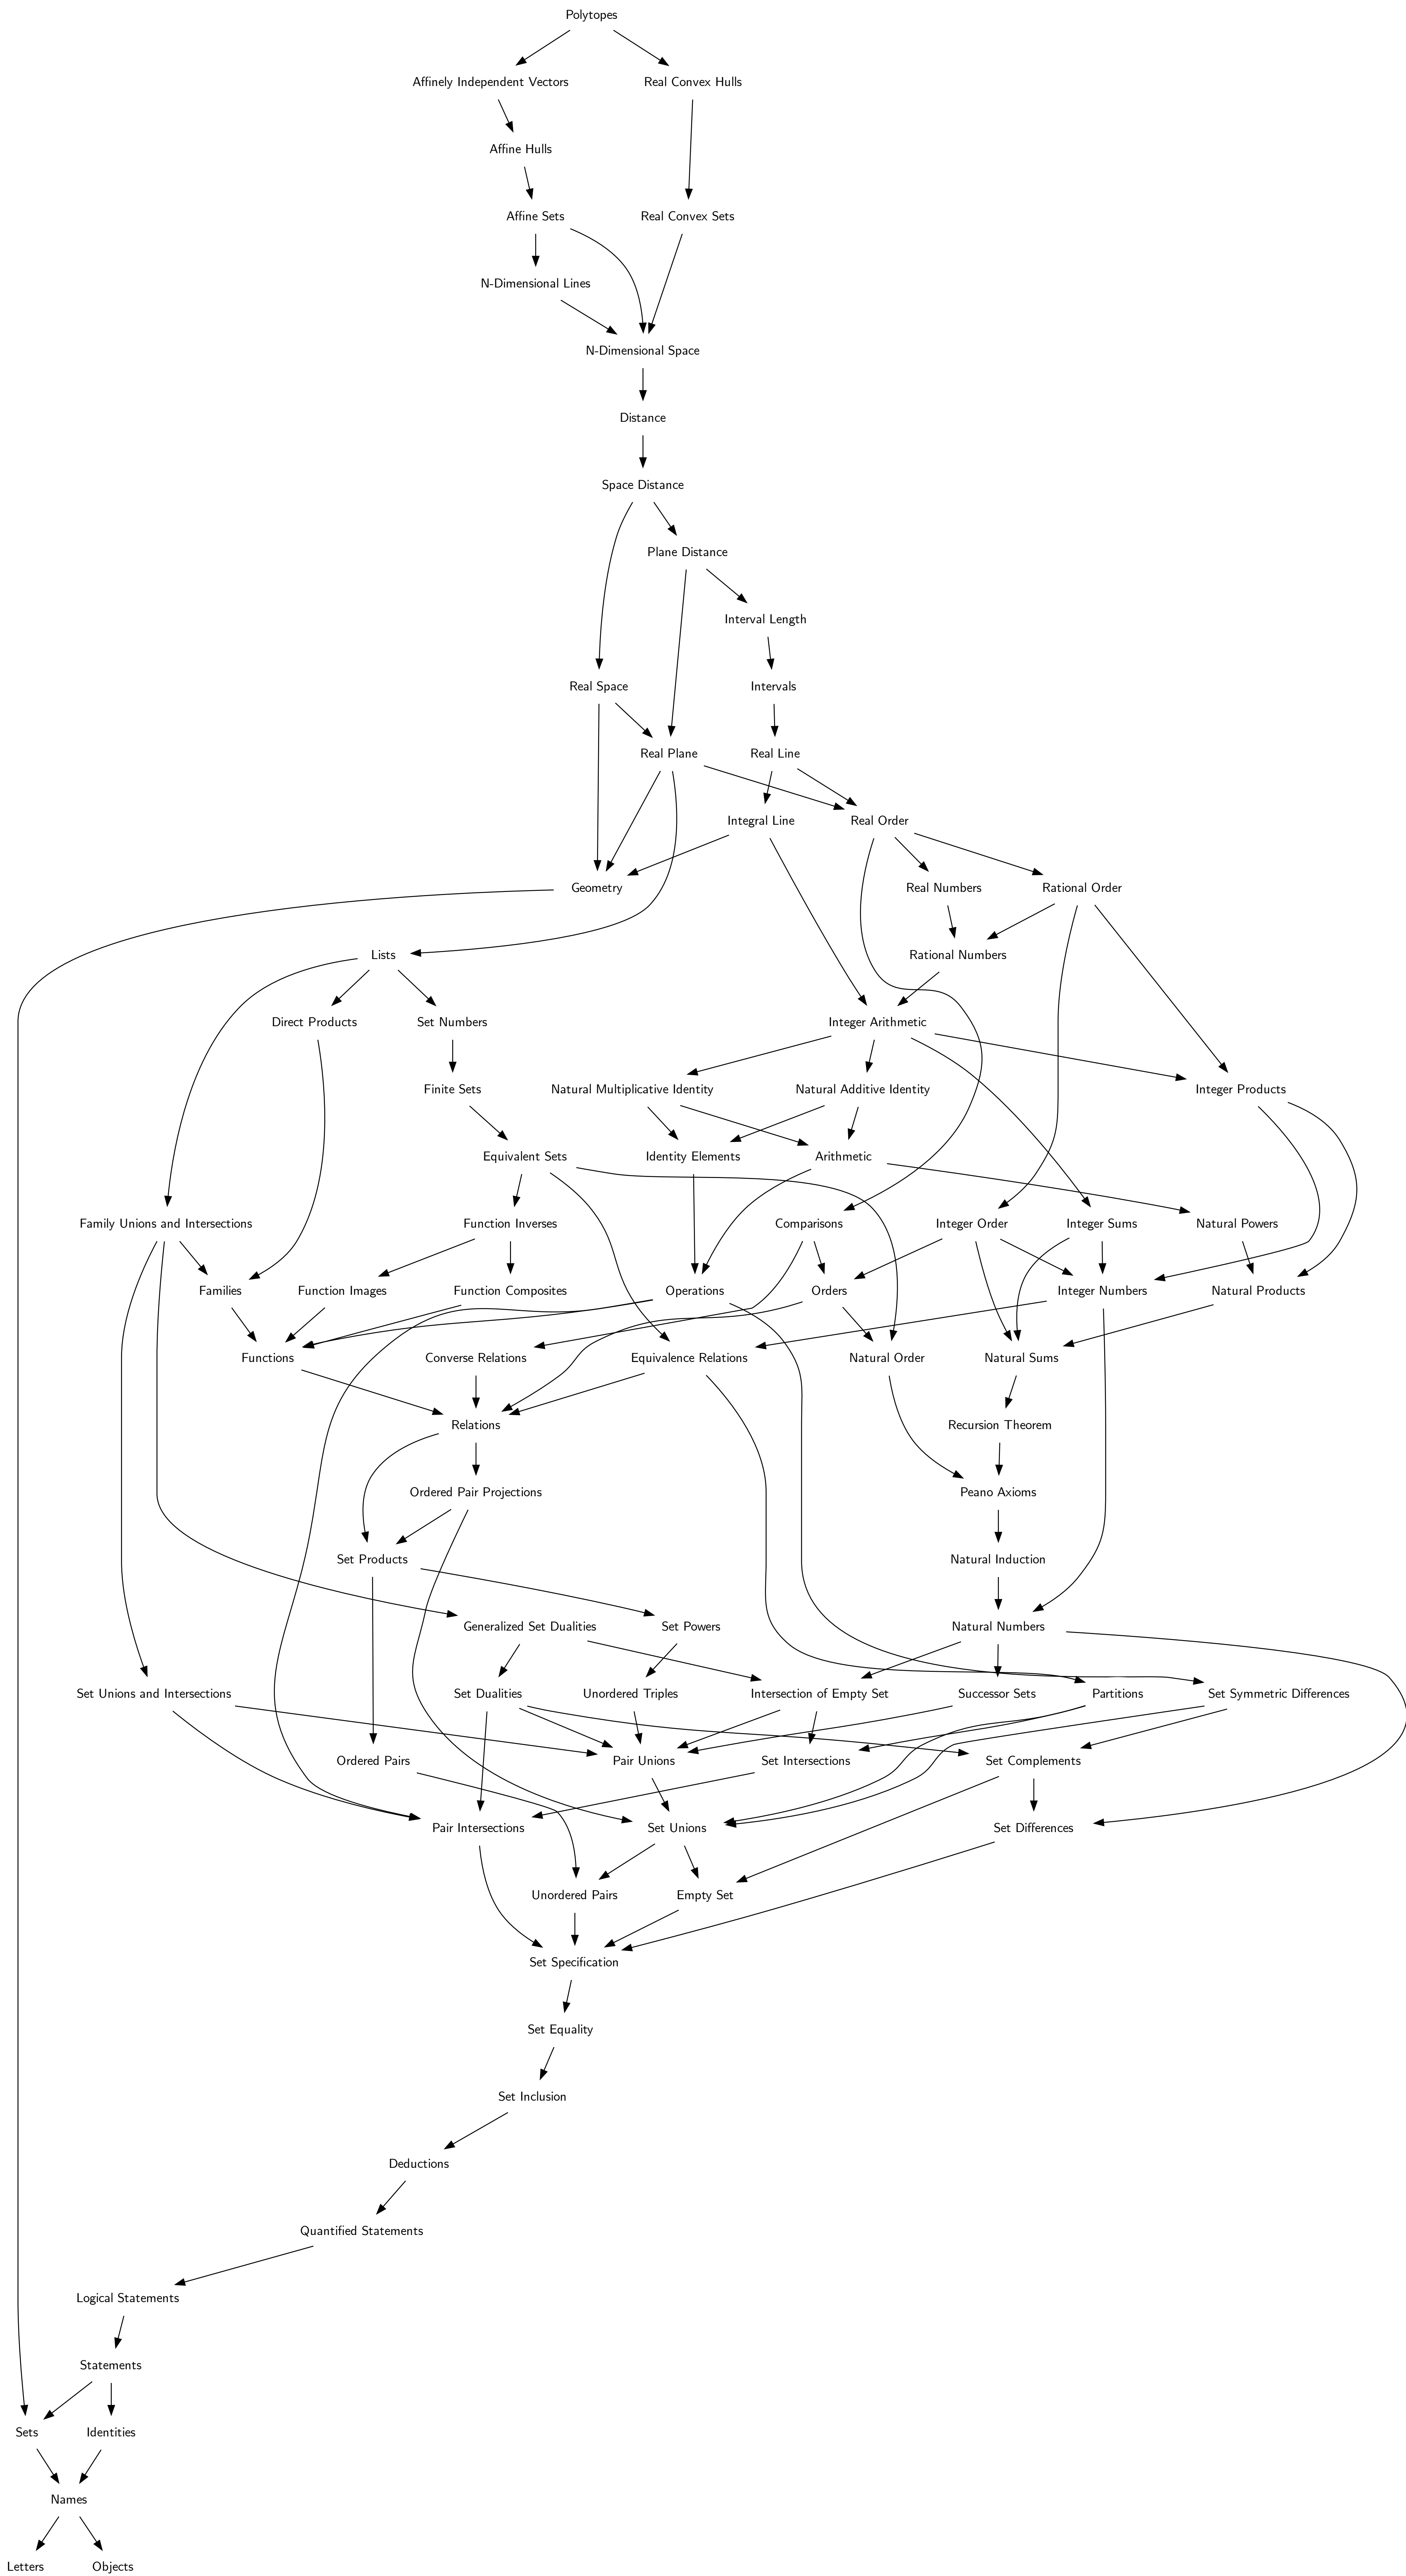 Polytopes
Affinely Independent Vectors
Real Convex Hulls
Affine Hulls
Affine Sets
Real Convex Sets
N-Dimensional Lines
N-Dimensional Space
Distance
Space Distance
Plane Distance
Interval Length
Real Space
Intervals
Real Plane
Real Line
Integral Line
Real Order
Geometry
Real Numbers
Rational Order
Lists
Rational Numbers
Direct Products
Set Numbers
Integer Arithmetic
Finite Sets
Natural Multiplicative Identity
Natural Additive Identity
Integer Products
Equivalent Sets
Identity Elements
Arithmetic
Family Unions and Intersections
Function Inverses
Comparisons
Integer Order
Integer Sums
Natural Powers
Families
Function Images
Function Composites
Operations
Orders
Integer Numbers
Natural Products
Functions
Converse Relations
Equivalence Relations
Natural Order
Natural Sums
Relations
Recursion Theorem
Ordered Pair Projections
Peano Axioms
Set Products
Natural Induction
Generalized Set Dualities
Set Powers
Natural Numbers
Set Unions and Intersections
Set Dualities
Unordered Triples
Intersection of Empty Set
Successor Sets
Partitions
Set Symmetric Differences
Ordered Pairs
Pair Unions
Set Intersections
Set Complements
Pair Intersections
Set Unions
Set Differences
Unordered Pairs
Empty Set
Set Specification
Set Equality
Set Inclusion
Deductions
Quantified Statements
Logical Statements
Statements
Sets
Identities
Names
Letters
Objects